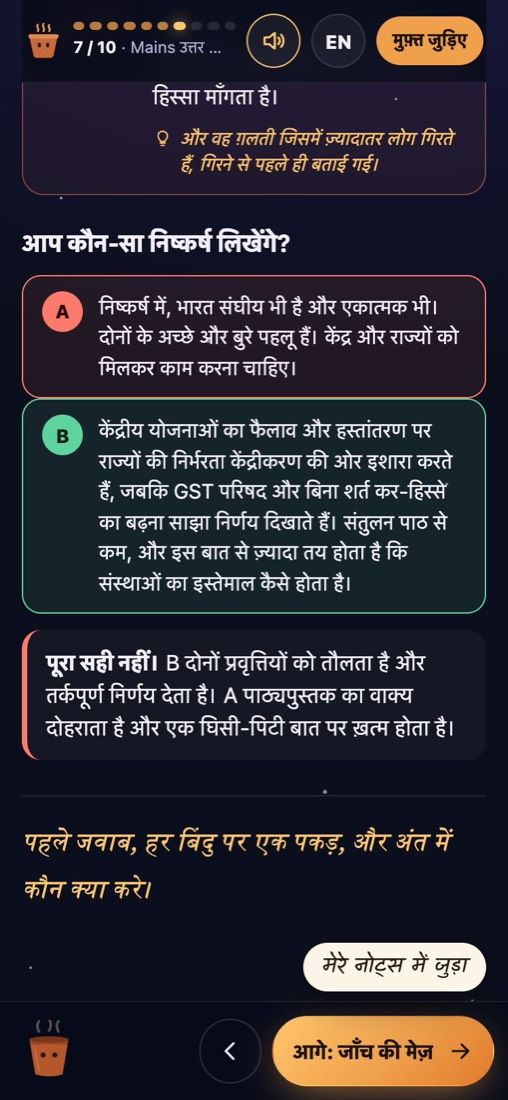 7 / 10 · Mains उत्तर ...
EN
मुफ़्त जुड़िए
हिस्सा माँगता है।
और वह ग़लती जिसमें ज़्यादातर लोग गिरते
हैं, गिरने से पहले ही बताई गई।
आप कौन-सा निष्कर्ष लिखेंगे?
A
निष्कर्ष में, भारत संघीय भी है और एकात्मक भी।
दोनों के अच्छे और बुरे पहलू हैं। केंद्र और राज्यों को
मिलकर काम करना चाहिए।
B
केंद्रीय योजनाओं का फैलाव और हस्तांतरण पर
राज्यों की निर्भरता केंद्रीकरण की ओर इशारा करते
हैं, जबकि GST परिषद और बिना शर्त कर-हिस्से
का बढ़ना साझा निर्णय दिखाते हैं। संतुलन पाठ से
कम, और इस बात से ज़्यादा तय होता है कि
संस्थाओं का इस्तेमाल कैसे होता है।
पूरा सही नहीं। B दोनों प्रवृत्तियों को तौलता है और
तर्कपूर्ण निर्णय देता है। A पाठ्यपुस्तक का वाक्य
दोहराता है और एक घिसी-पिटी बात पर ख़त्म होता है।
पहले जवाब, हर बिंदु पर एक पकड़, और अंत में
कौन क्या करे।
मेरे नोट्स में जुड़ा
आगे: जाँच की मेज़ →